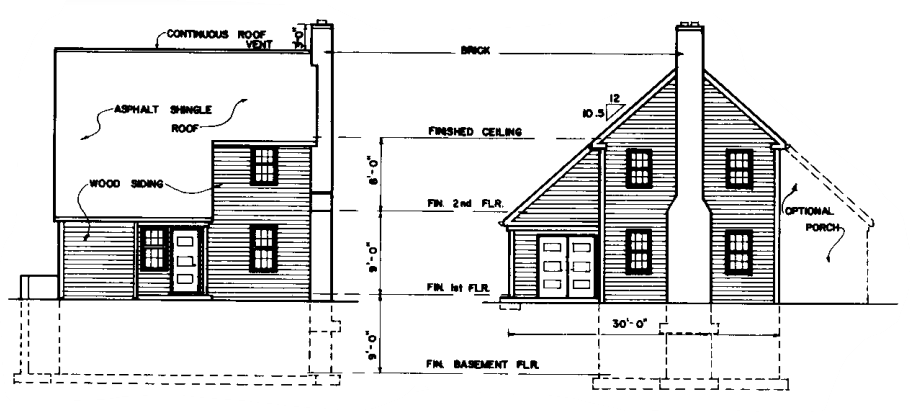 CONTINUOUS ROOF
VENT
3'-0"
BRICK
12
10.5
ASPHALT SHINGLE
ROOF
FINISHED CEILING
8'-0"
WOOD SIDING
FIN. 2nd FLR.
OPTIONAL
PORCH
9'-0"
FIN. 1st FLR.
30'-0"
9'-0"
FIN. BASEMENT FLR.